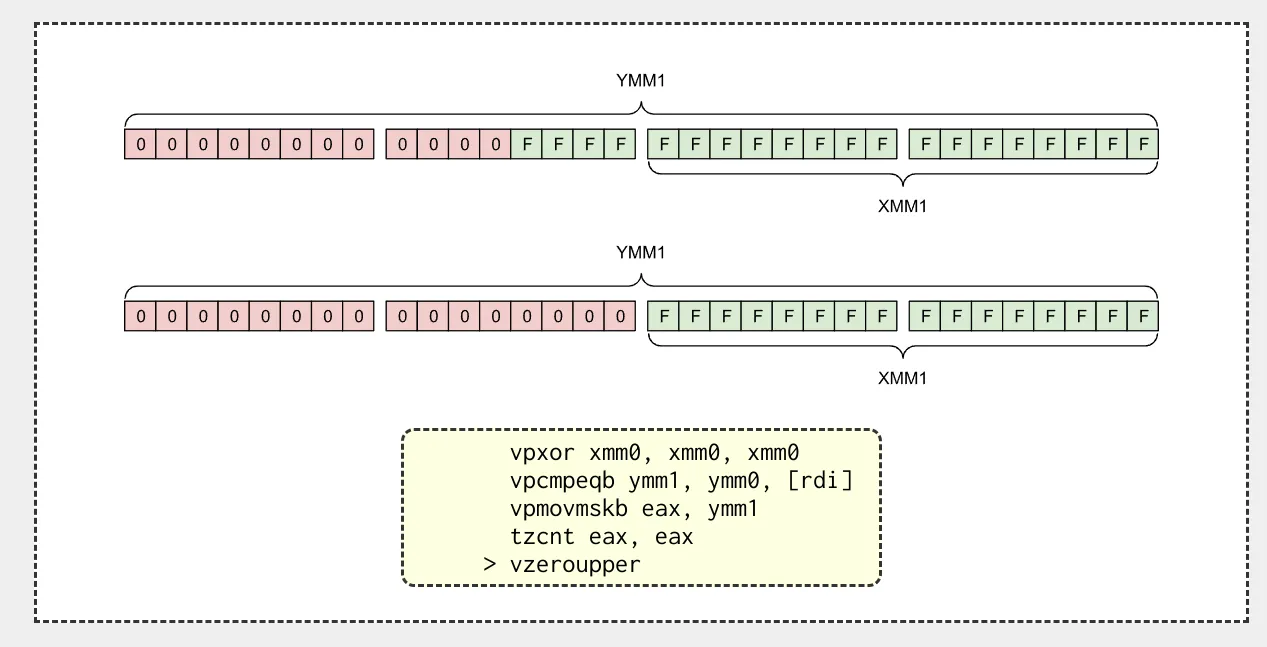 YMM1
0 0 0 0 0 0 0 0 0 0 0 0 F F F F F F F F F F F F F F F F F F F F
XMM1
YMM1
0 0 0 0 0 0 0 0 0 0 0 0 0 0 0 0 F F F F F F F F F F F F F F F F
XMM1
vpxor xmm0, xmm0, xmm0
vpcmpeqb ymm1, ymm0, [rdi]
vpmovmskb eax, ymm1
tzcnt eax, eax
> vzeroupper